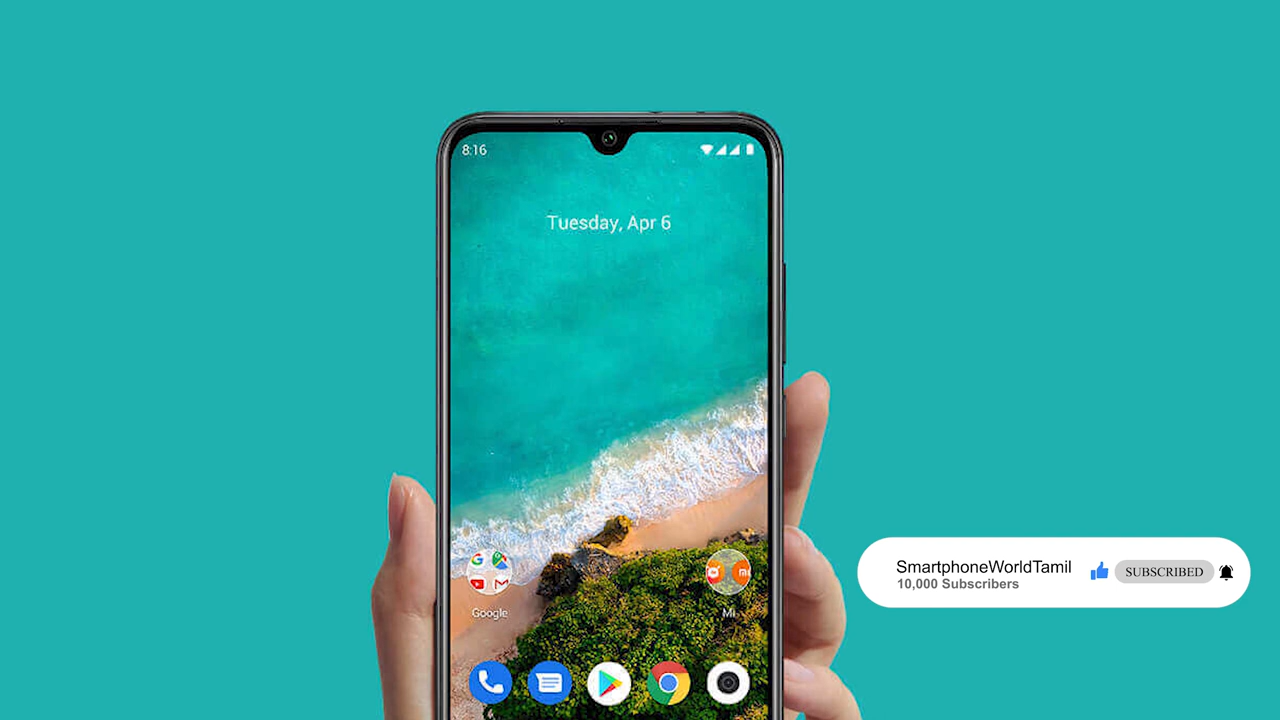 8:16
Tuesday, Apr 6
Google
Mi
SmartphoneWorldTamil
10,000 Subscribers
SUBSCRIBED